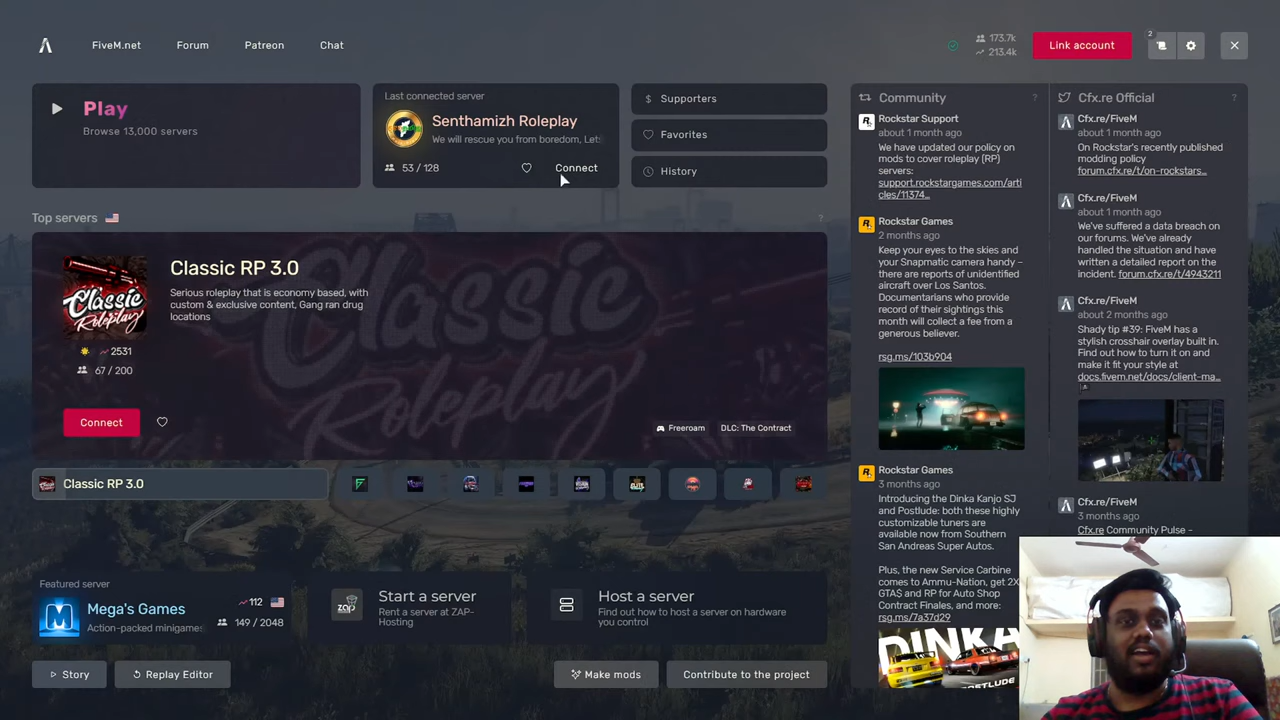 FiveM.net
Forum
Patreon
Chat
173.7k
213.4k
Link account
2
Play
Browse 13,000 servers
Last connected server
Senthamizh Roleplay
We will rescue you from boredom, Lets
53 / 128
Connect
$ Supporters
Favorites
History
Top servers
?
Classic RP 3.0
Serious roleplay that is economy based, with
custom & exclusive content, Gang ran drug
locations
2531
67 / 200
Connect
Freeroam
DLC: The Contract
Classic
Roleplay
Classic RP 3.0
Featured server
Mega's Games
Action-packed minigame
112
149 / 2048
ZAP
Start a server
Rent a server at ZAP-
Hosting
Host a server
Find out how to host a server on hardware
you control
Story
Replay Editor
Make mods
Contribute to the project
Community
?
Rockstar Support
about 1 month ago
We have updated our policy on
mods to cover roleplay (RP)
servers:
support.rockstargames.com/arti
cles/11374…
Rockstar Games
2 months ago
Keep your eyes to the skies and
your Snapmatic camera handy –
there are reports of unidentified
aircraft over Los Santos.
Documentarians who provide
record of their sightings this
month will collect a fee from a
generous believer.
rsg.ms/103b904
Rockstar Games
3 months ago
Introducing the Dinka Kanjo SJ
and Postlude: both these highly
customizable tuners are
available now from Southern
San Andreas Super Autos.
Plus, the new Service Carbine
comes to Ammu-Nation, get 2X
GTA$ and RP for Auto Shop
Contract Finales, and more:
rsg.ms/7a37d29
DINKA
POSTLUDE
Cfx.re Official
?
Cfx.re/FiveM
about 1 month ago
On Rockstar's recently published
modding policy
forum.cfx.re/t/on-rockstars…
Cfx.re/FiveM
about 1 month ago
We've suffered a data breach on
our forums. We've already
handled the situation and have
written a detailed report on the
incident. forum.cfx.re/t/4943211
Cfx.re/FiveM
about 2 months ago
Shady tip #39: FiveM has a
stylish crosshair overlay built in.
Find out how to turn it on and
make it fit your style at
docs.fivem.net/docs/client-ma…
Cfx.re/FiveM
3 months ago
Cfx.re Community Pulse –